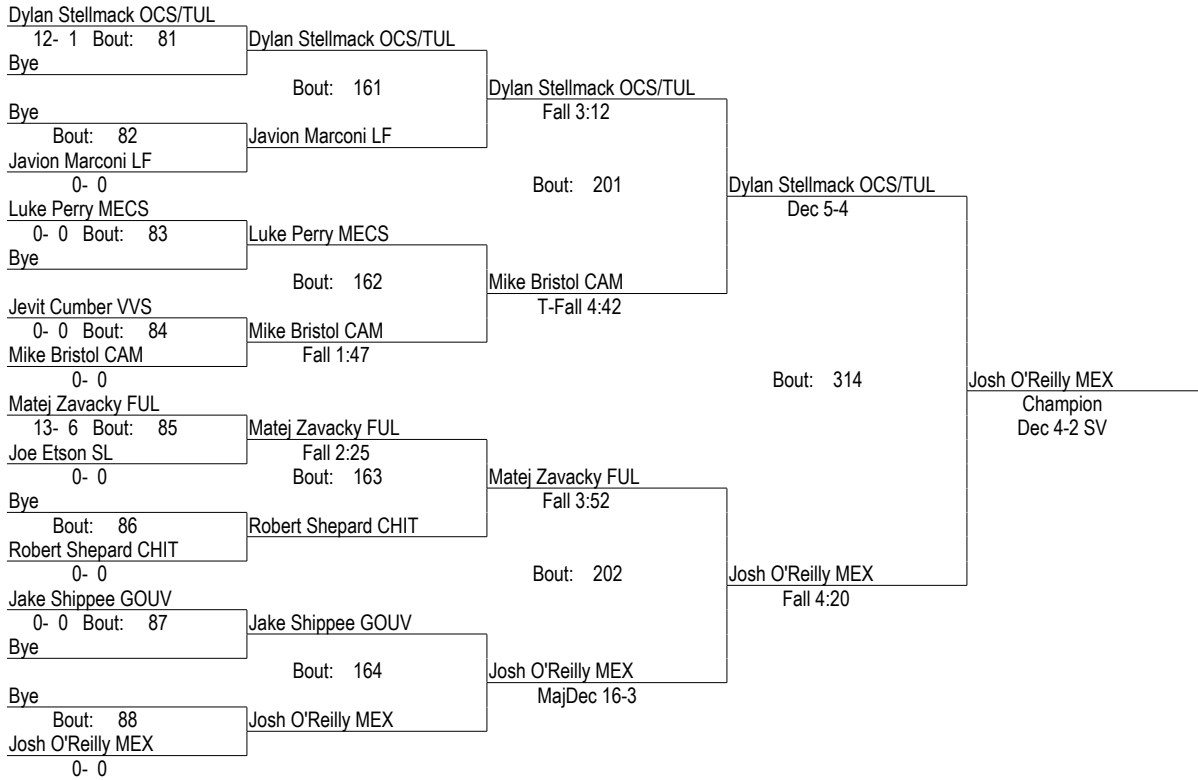 Dylan Stellmack OCS/TUL
12- 1 Bout: 81
Bye
Bye
Bout: 82
Javion Marconi LF
0- 0
Luke Perry MECS
0- 0 Bout: 83
Bye
Jevit Cumber VVS
0- 0 Bout: 84
Mike Bristol CAM
0- 0
Matej Zavacky FUL
13- 6 Bout: 85
Joe Etson SL
0- 0
Bye
Bout: 86
Robert Shepard CHIT
0- 0
Jake Shippee GOUV
0- 0 Bout: 87
Bye
Bye
Bout: 88
Josh O'Reilly MEX
0- 0
Dylan Stellmack OCS/TUL
Bout: 161
Javion Marconi LF
Luke Perry MECS
Bout: 162
Mike Bristol CAM
Fall 1:47
Matej Zavacky FUL
Fall 2:25
Bout: 163
Robert Shepard CHIT
Jake Shippee GOUV
Bout: 164
Josh O'Reilly MEX
Dylan Stellmack OCS/TUL
Fall 3:12
Bout: 201
Mike Bristol CAM
T-Fall 4:42
Matej Zavacky FUL
Fall 3:52
Bout: 202
Josh O'Reilly MEX
MajDec 16-3
Dylan Stellmack OCS/TUL
Dec 5-4
Bout: 314
Josh O'Reilly MEX
Fall 4:20
Josh O'Reilly MEX
Champion
Dec 4-2 SV